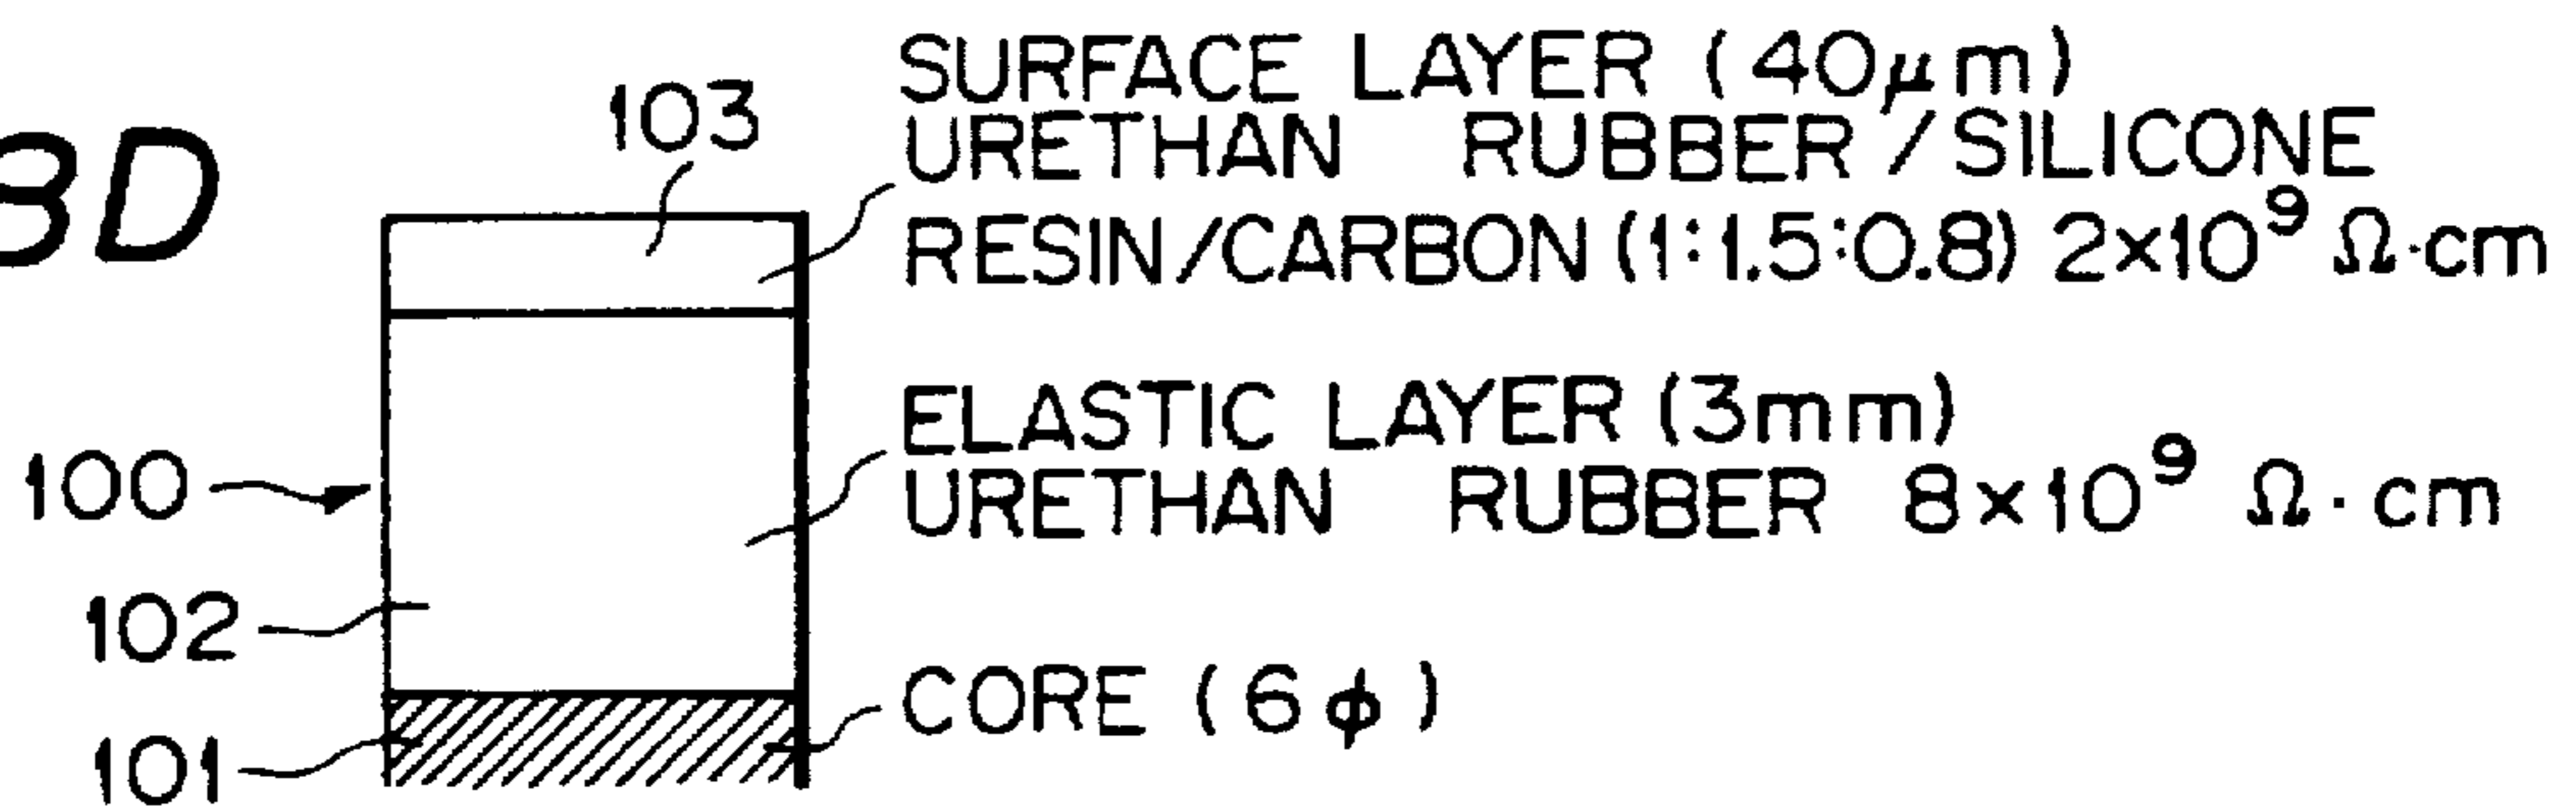 3D
103
SURFACE LAYER (40μm)
URETHAN RUBBER/SILICONE
RESIN/CARBON (1:1.5:0.8) 2×10⁹ Ω·cm
ELASTIC LAYER (3mm)
URETHAN RUBBER 8×10⁹ Ω·cm
100
102
CORE (6φ)
101